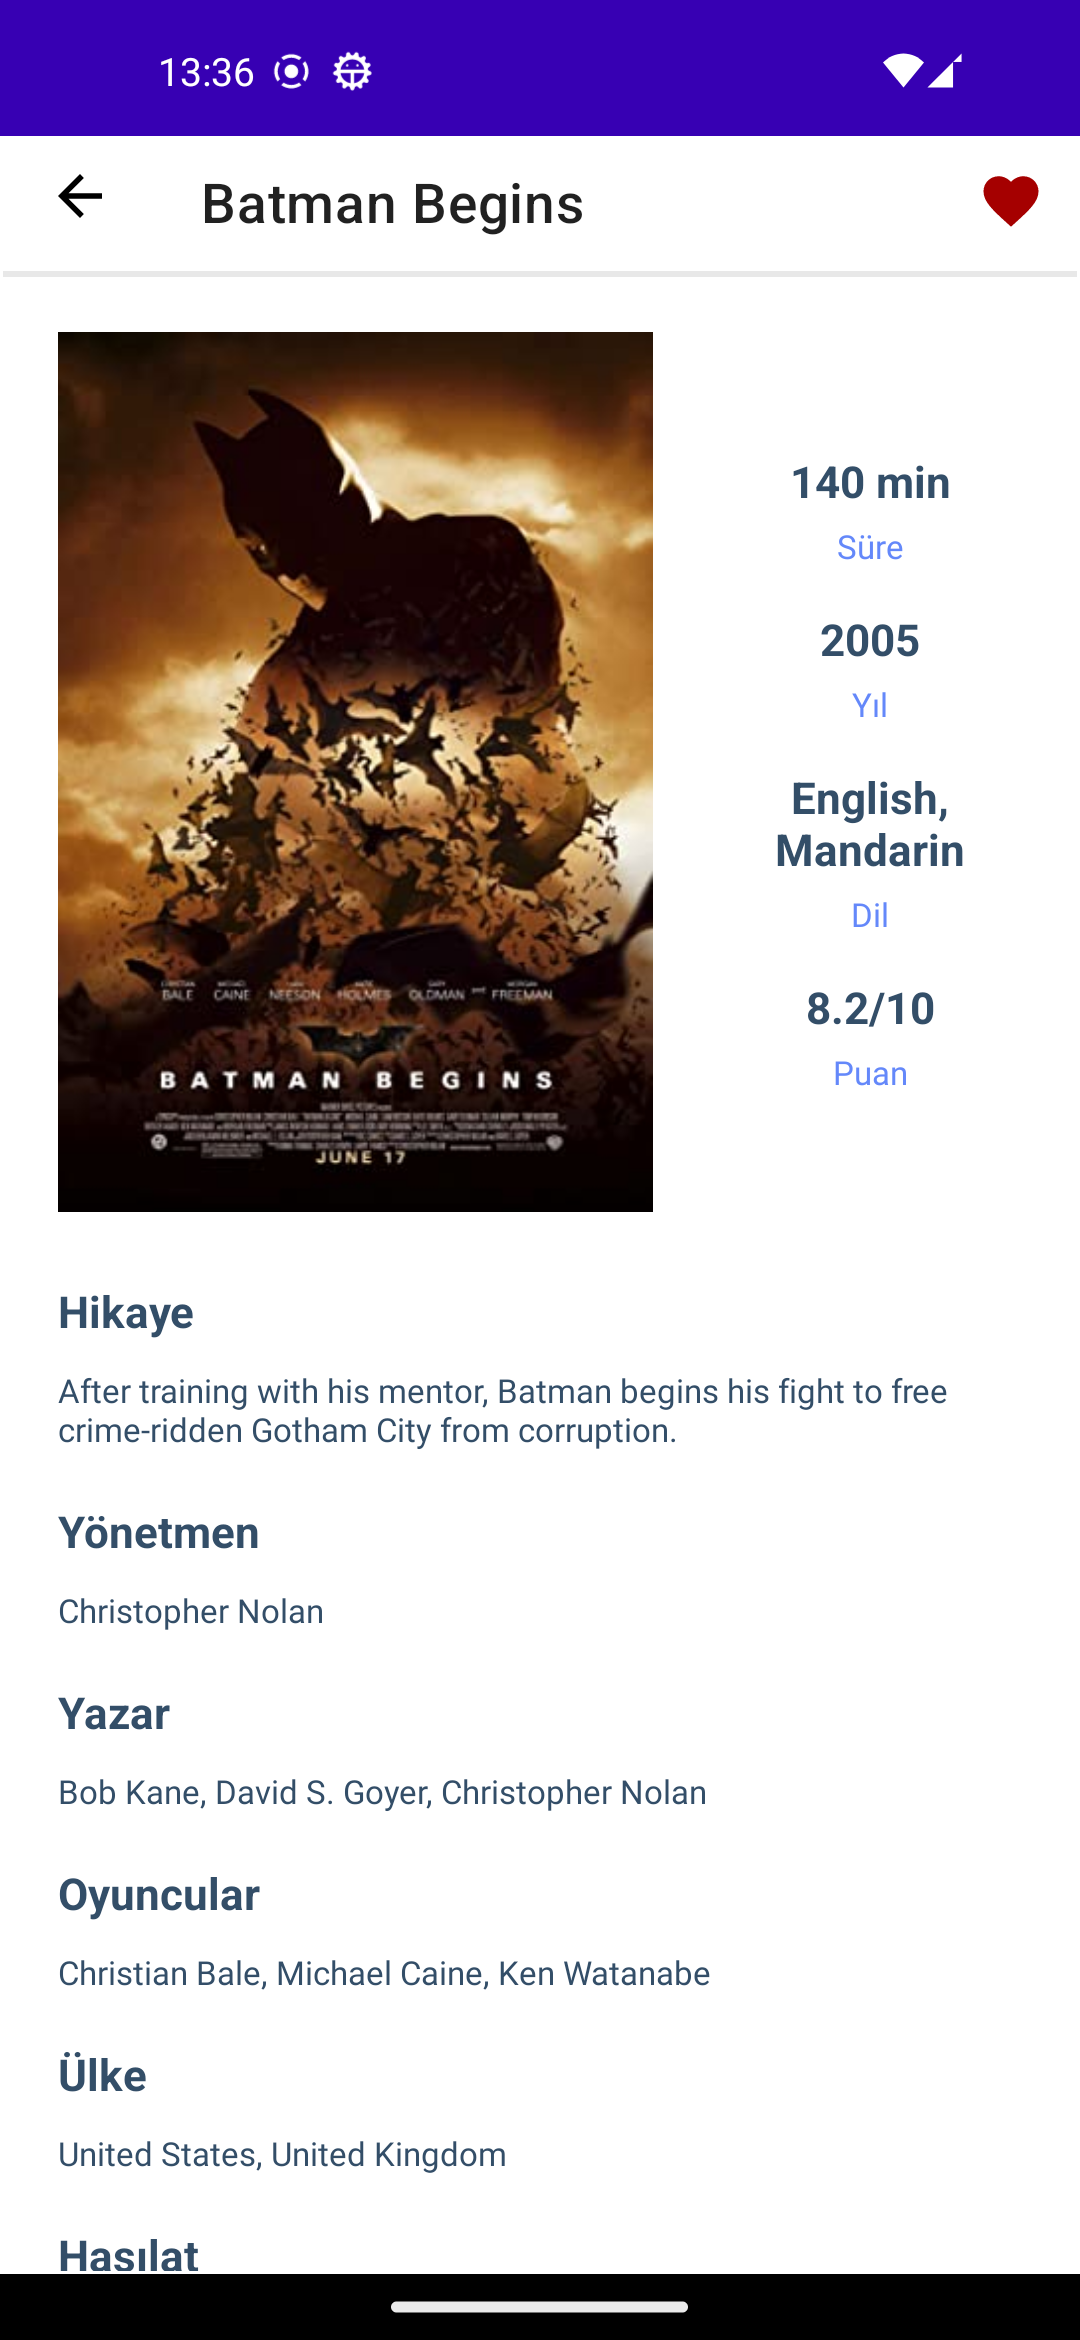 13:36
Batman Begins
BALE CAINE NEESON HOLMES OLDMAN and FREEMAN
BATMAN BEGINS
JUNE 17
140 min
Süre
2005
Yıl
English,
Mandarin
Dil
8.2/10
Puan
Hikaye
After training with his mentor, Batman begins his fight to free
crime-ridden Gotham City from corruption.
Yönetmen
Christopher Nolan
Yazar
Bob Kane, David S. Goyer, Christopher Nolan
Oyuncular
Christian Bale, Michael Caine, Ken Watanabe
Ülke
United States, United Kingdom
Hasılat